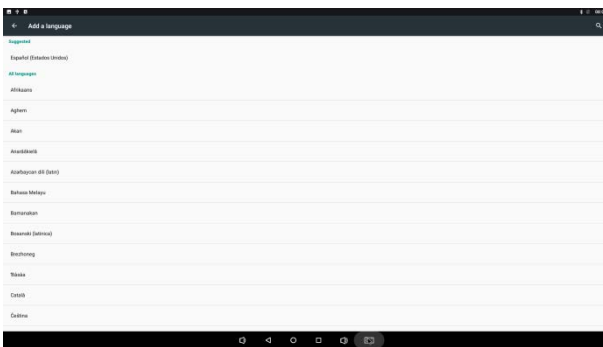 Add a language
Suggested
Español (Estados Unidos)
All languages
Afrikaans
Aghem
Akan
Azərbaycan dili (latın)
Bahasa Melayu
Bamanakan
Bosanski (latinica)
Brezhoneg
Català
Čeština